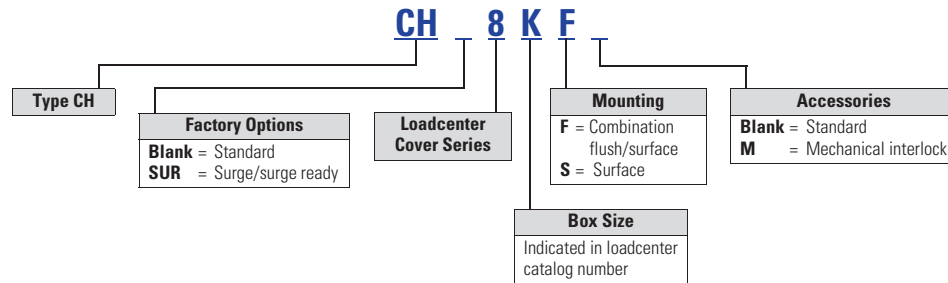 CH _ 8 K F _
Type CH
Factory Options
Blank = Standard
SUR = Surge/surge ready
Loadcenter
Cover Series
Mounting
F = Combination
flush/surface
S = Surface
Accessories
Blank = Standard
M = Mechanical interlock
Box Size
Indicated in loadcenter
catalog number